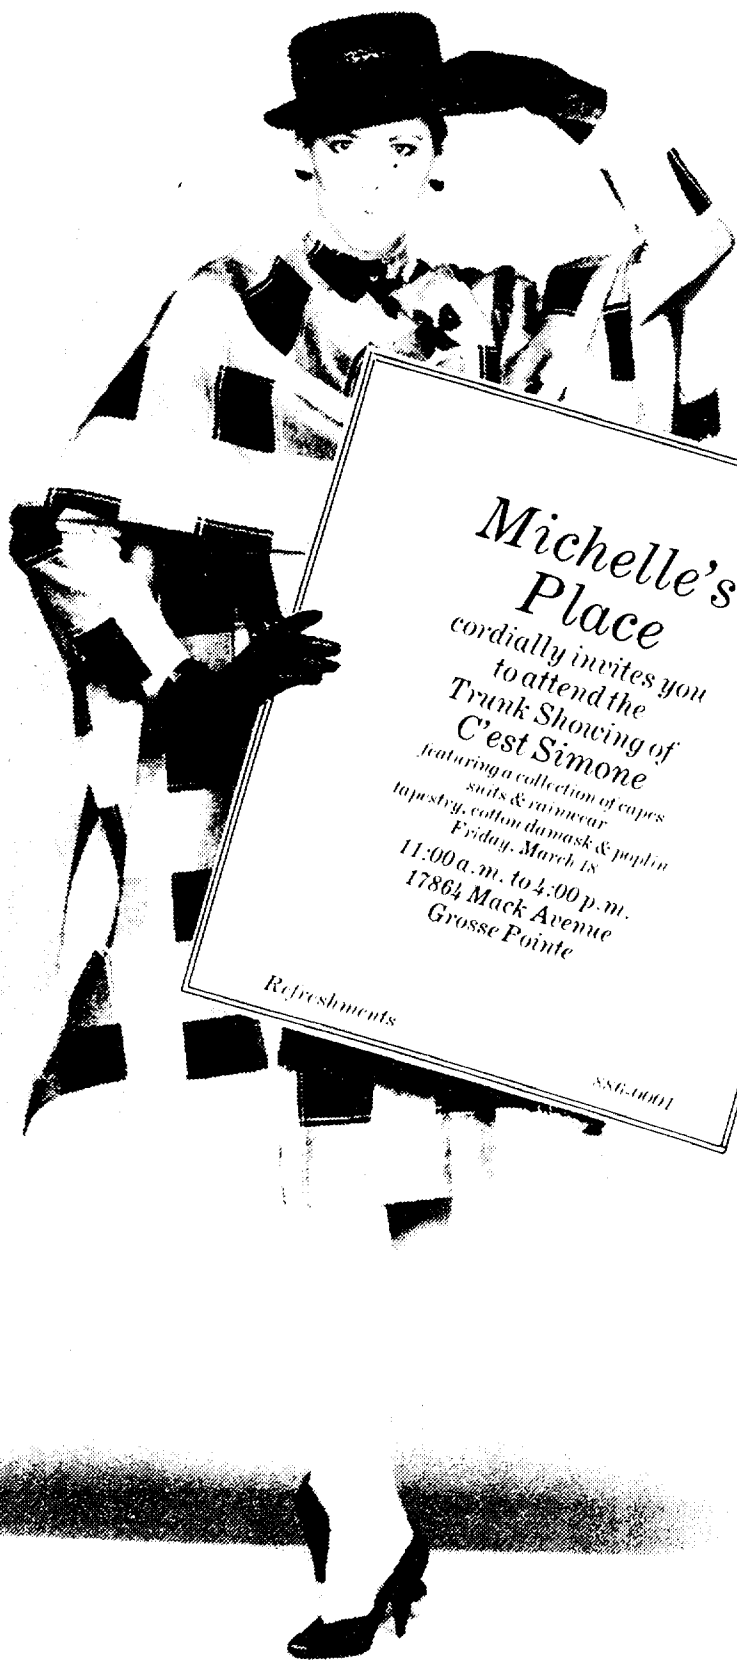 Michelle's
Place
cordially invites you
to attend the
Trunk Showing of
C'est Simone
featuring a collection of capes
suits & rainwear
tapestry, cotton damask & poplin
Friday, March 18
11:00 a.m. to 4:00 p.m.
17864 Mack Avenue
Grosse Pointe
Refreshments
886-0001